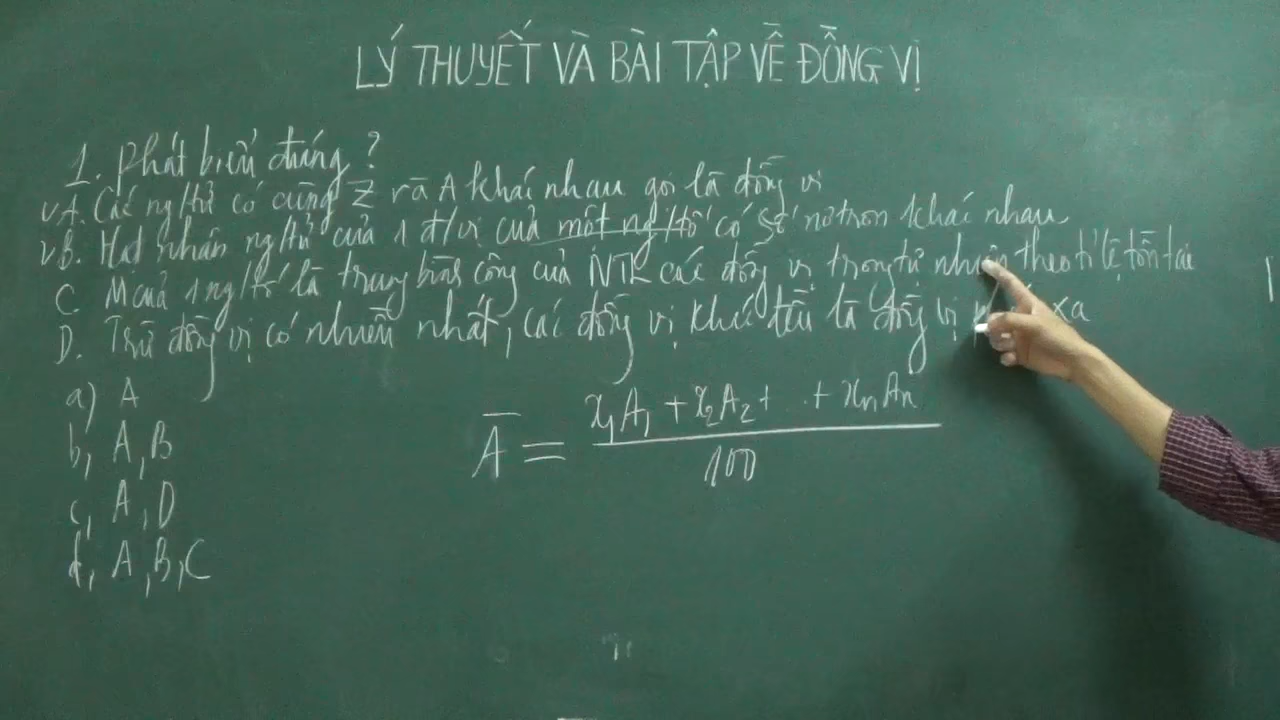 LÝ THUYẾT VÀ BÀI TẬP VỀ ĐỒNG VỊ
1. Phát biểu đúng ?
vA. Các ng/tử có cùng Z và A khác nhau gọi là đồng vị
vB. Hạt nhân ng/tử của 1 đ/vị của một ng/tố có số nơtron khác nhau
C M của 1 ng/tố là trung bình cộng của NTK các đồng vị trong tự nhiên theo tỉ lệ tồn tại
D. Trừ đồng vị có nhiều nhất, các đồng vị khác đều là đồng vị xạ
a) A
b, A, B
c, A, D
d, A, B, C
A̅ = (x₁A₁ + x₂A₂ + .. + xnAn) / 100